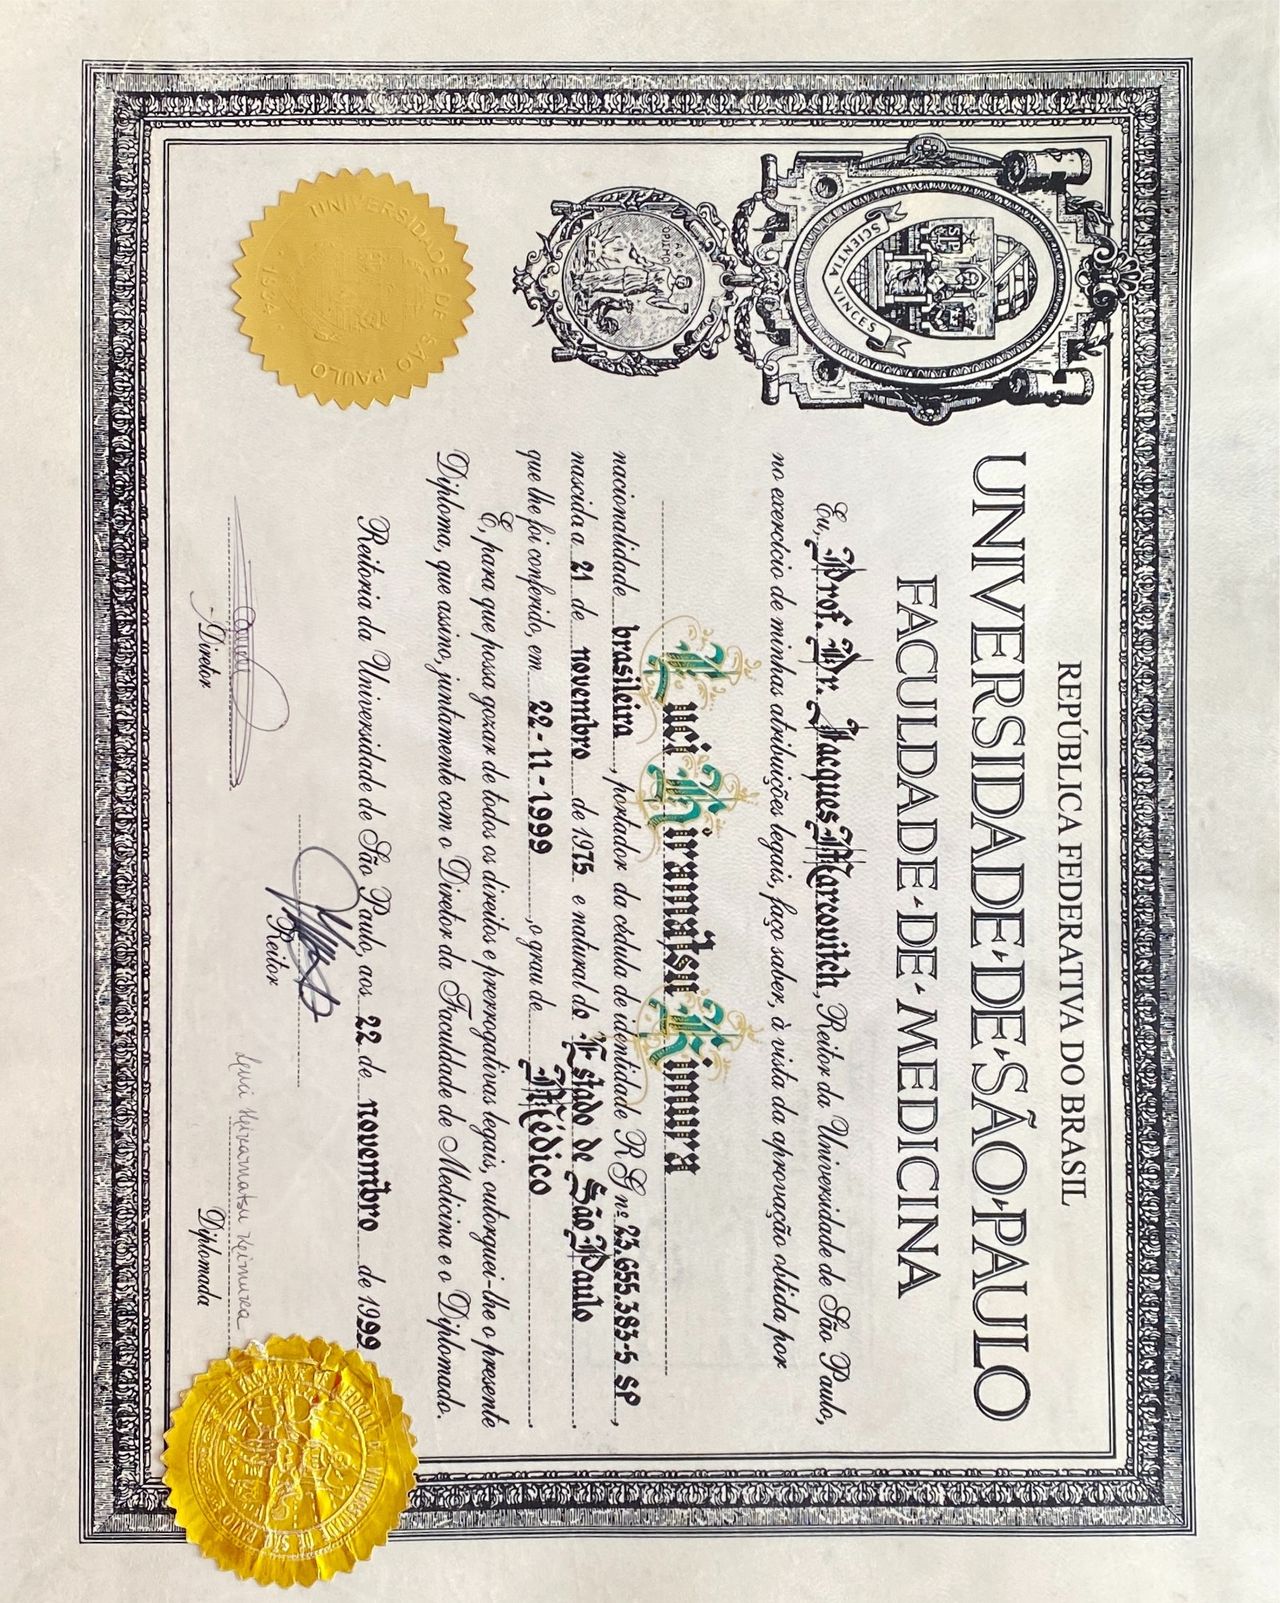 REPÚBLICA FEDERATIVA DO BRASIL
UNIVERSIDADE DE SÃO PAULO
FACULDADE DE MEDICINA
SCIENTIA VINCES
Eu, Prof. Dr. Jacques Marcovitch, Reitor da Universidade de São Paulo,
no exercício de minhas atribuições legais, faço saber, à vista da aprovação obtida por
Luci Hiramatsu Kimura
nacionalidade brasileira, portador da cédula de identidade R G nº 23.655.383-5 SP,
nascida a 21 de novembro de 1975 e natural do Estado de São Paulo
que lhe foi conferido, em 22-11-1999, o grau de Médico
E, para que possa gozar de todos os direitos e prerrogativas legais, outorguei-lhe o presente
Diploma, que assino, juntamente com o Diretor da Faculdade de Medicina e o Diplomado.
Reitoria da Universidade de São Paulo, aos 22 de novembro de 1999
Reitor
Luci Hiramatsu Kimura
Diretor
Diplomada
UNIVERSIDADE DE SÃO PAULO
1934